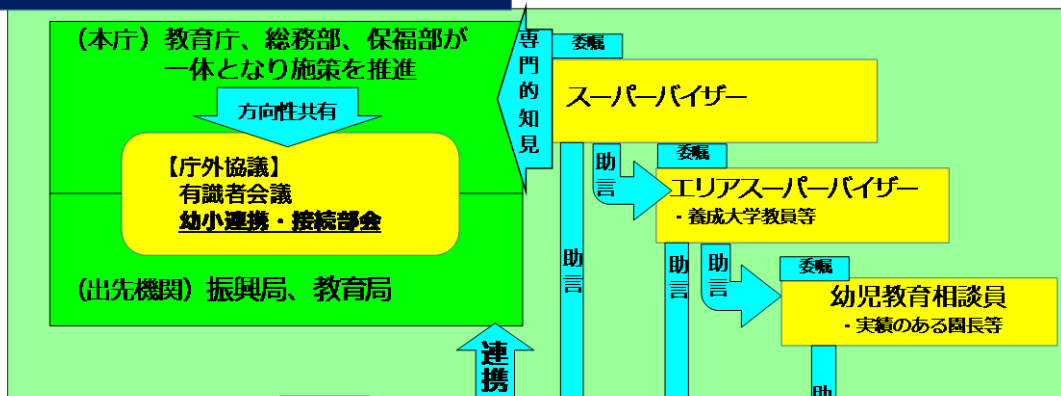 (本庁)教育庁、総務部、保福部が
一体となり施策を推進
方向性共有
【庁外協議】
有識者会議
幼小連携・接続部会
(出先機関)振興局、教育局
専門的知見
委嘱
スーパーバイザー
助言
委嘱
エリアスーパーバイザー
・養成大学教員等
助言
助言
助言
委嘱
幼児教育相談員
・実績のある園長等
連携
助